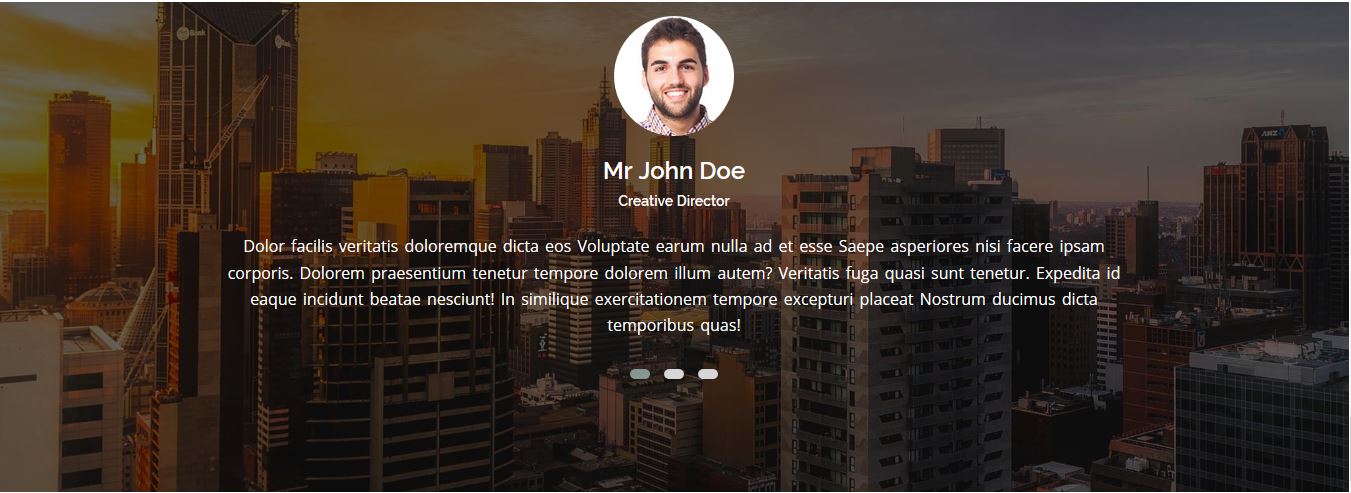 Mr John Doe
Creative Director
Dolor facilis veritatis doloremque dicta eos Voluptate earum nulla ad et esse Saepe asperiores nisi facere ipsam
corporis. Dolorem praesentium tenetur tempore dolorem illum autem? Veritatis fuga quasi sunt tenetur. Expedita id
eaque incidunt beatae nesciunt! In similique exercitationem tempore excepturi placeat Nostrum ducimus dicta
temporibus quas!
Bank
ANZ